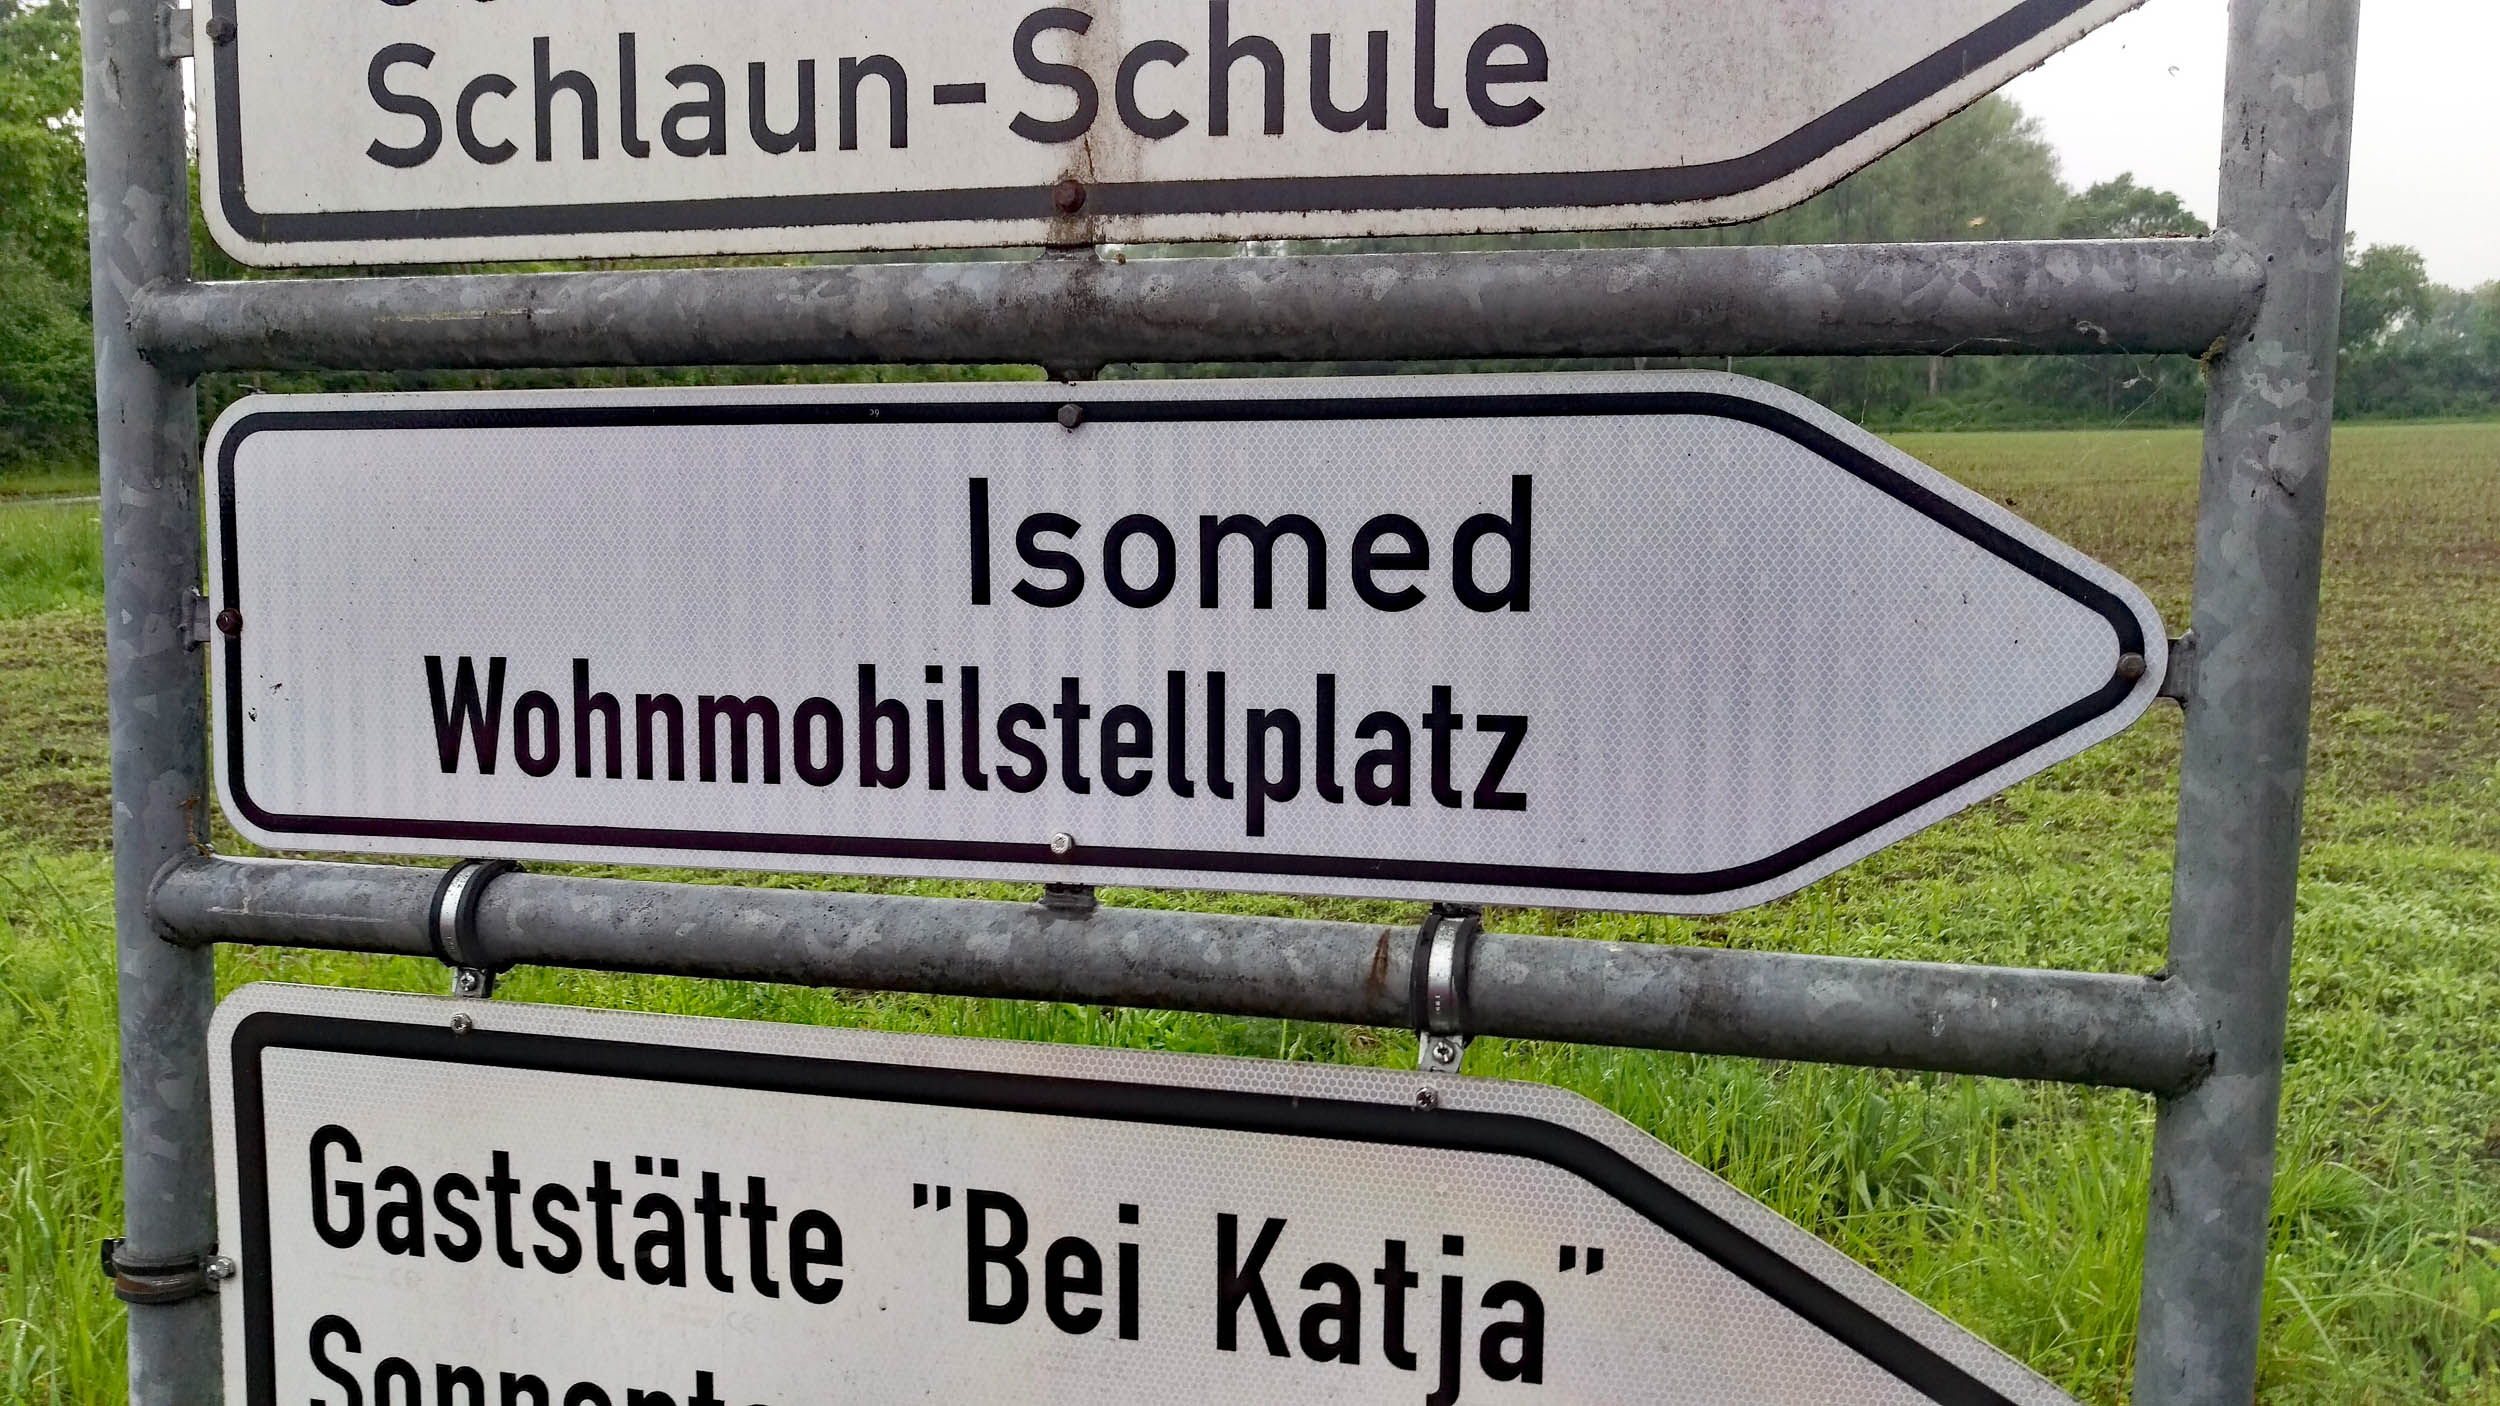 Schlaun-Schule
Isomed
Wohnmobilstellplatz
Gaststätte "Bei Katja"